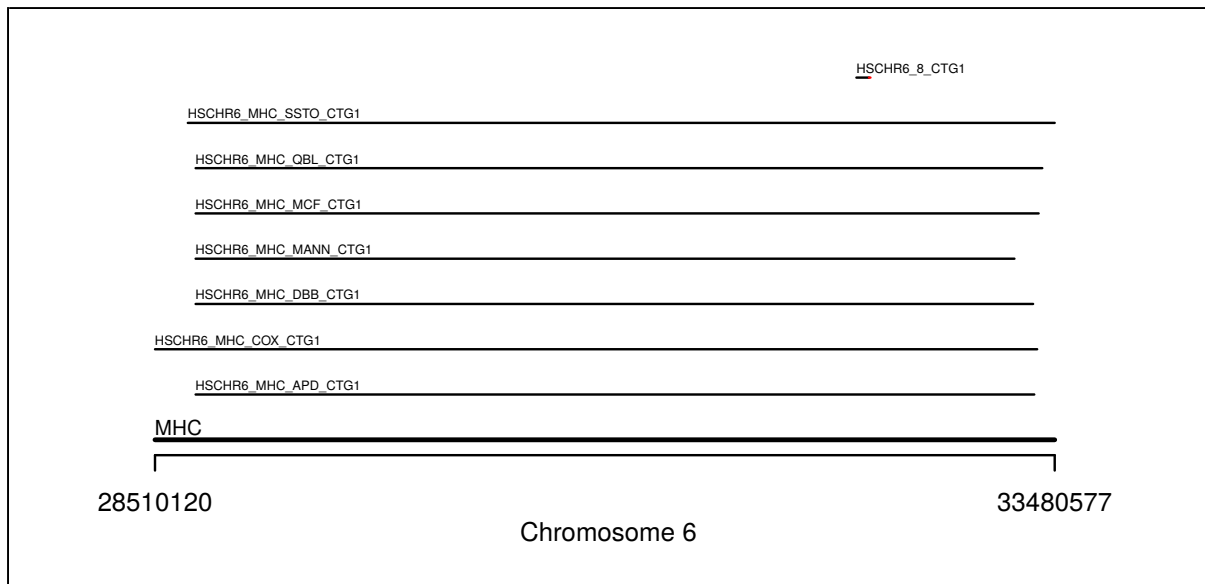 HSCHR6_8_CTG1
HSCHR6_MHC_SSTO_CTG1
HSCHR6_MHC_QBL_CTG1
HSCHR6_MHC_MCF_CTG1
HSCHR6_MHC_MANN_CTG1
HSCHR6_MHC_DBB_CTG1
HSCHR6_MHC_COX_CTG1
HSCHR6_MHC_APD_CTG1
MHC
28510120 33480577
Chromosome 6